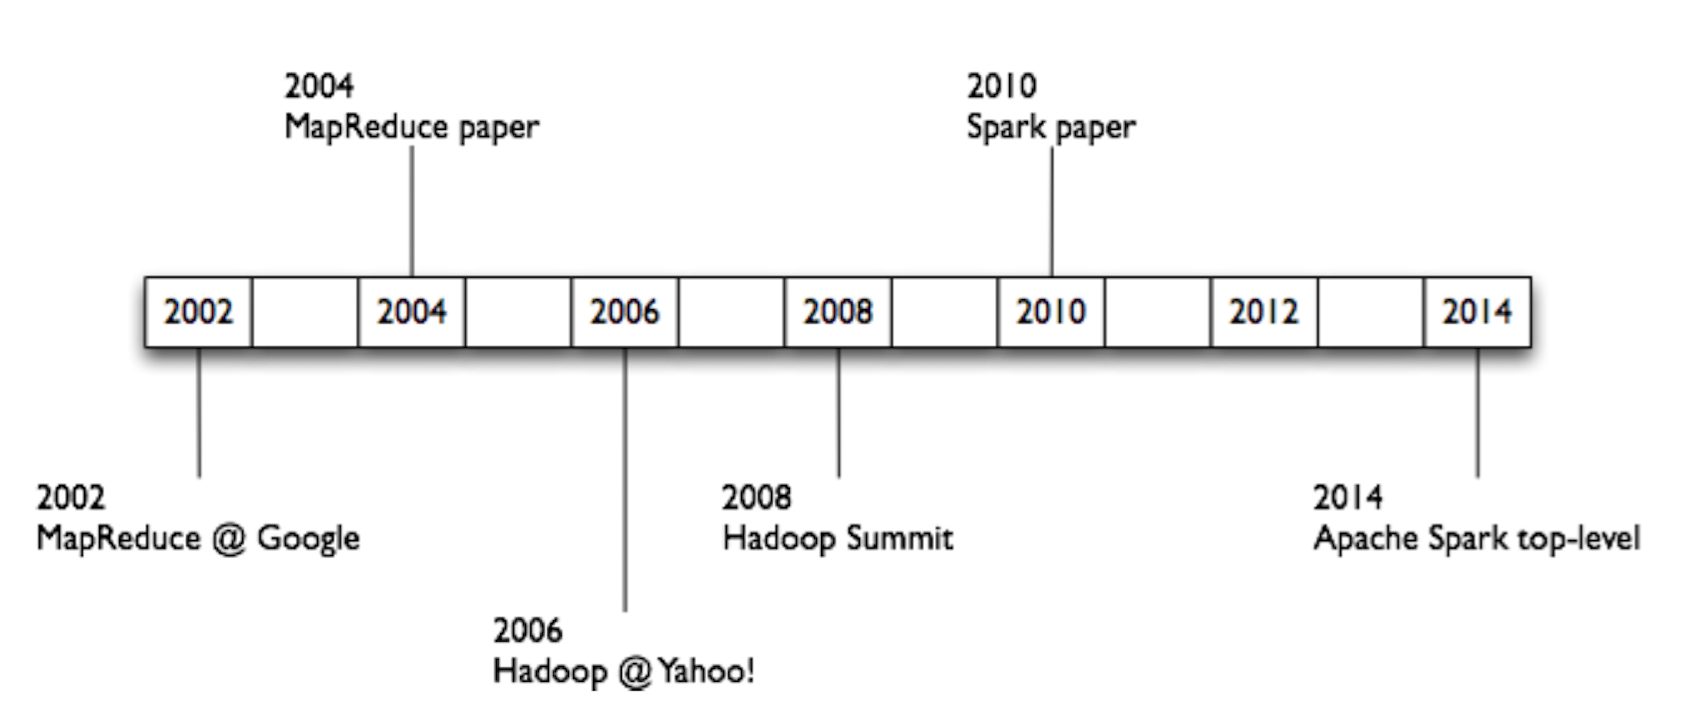 2004
MapReduce paper
2010
Spark paper
2002 2004 2006 2008 2010 2012 2014
2002
MapReduce @ Google
2008
Hadoop Summit
2014
Apache Spark top-level
2006
Hadoop @ Yahoo!